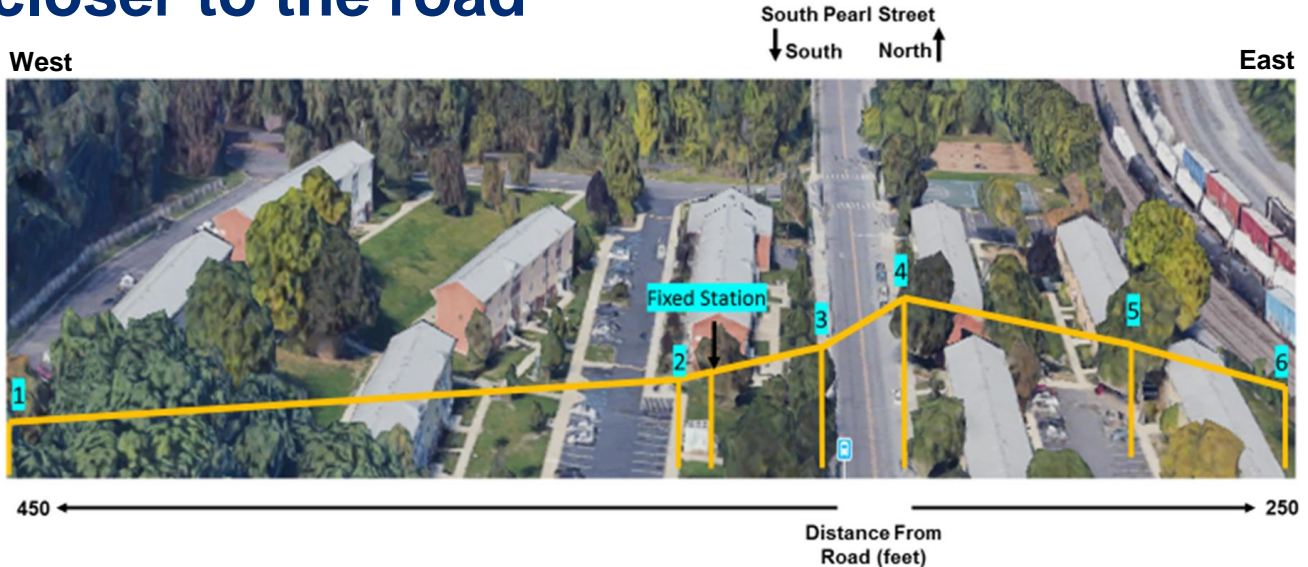 closer to the road
South Pearl Street
South North
West East
4
Fixed Station
3 5
2 6
1
450 250
Distance From
Road (feet)